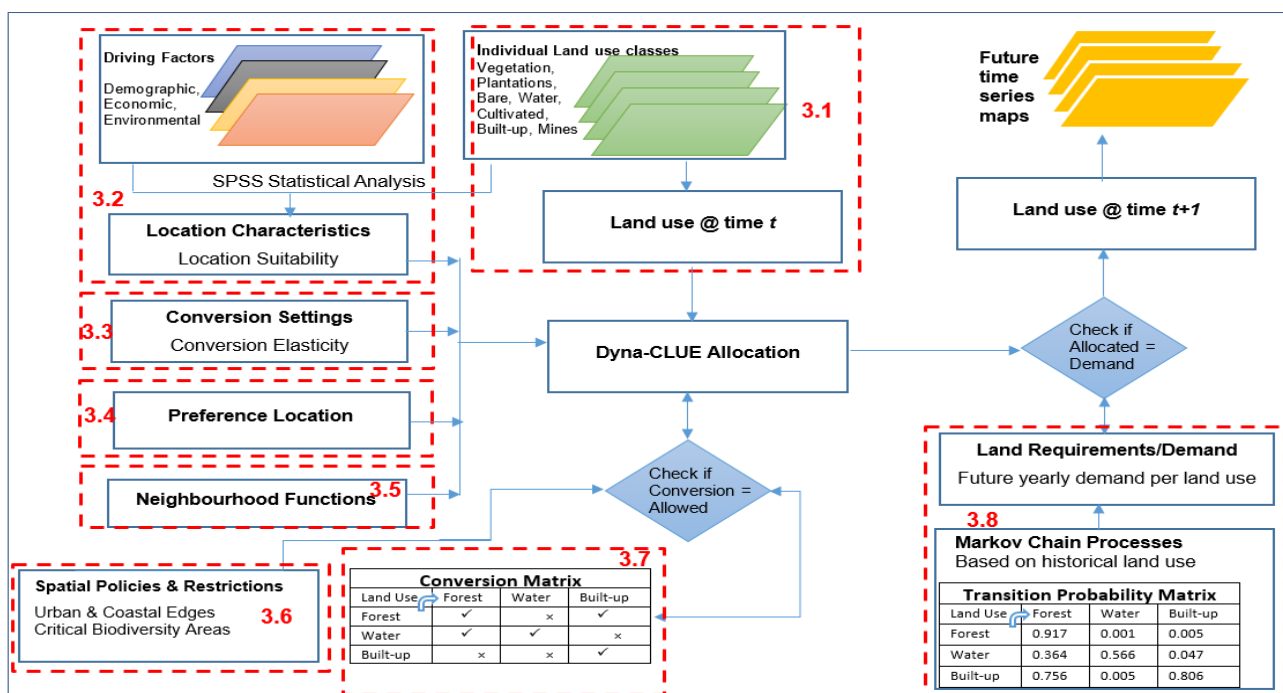 Driving Factors
Demographic,
Economic,
Environmental
SPSS Statistical Analysis
3.2
Location Characteristics
Location Suitability
Individual Land use classes
Vegetation,
Plantations,
Bare, Water,
Cultivated,
Built-up, Mines
3.1
Land use @ time t
Future
time
series
maps
Land use @ time t+1
3.3
Conversion Settings
Conversion Elasticity
3.4
Preference Location
Neighbourhood Functions
3.5
Dyna-CLUE Allocation
Check if
Allocated =
Demand
Check if
Conversion =
Allowed
Spatial Policies & Restrictions
Urban & Coastal Edges
Critical Biodiversity Areas
3.6
3.7
Conversion Matrix
Land Use Forest Water Built-up
Forest ✓ × ✓
Water ✓ ✓ ×
Built-up × × ✓
Land Requirements/Demand
Future yearly demand per land use
3.8
Markov Chain Processes
Based on historical land use
Transition Probability Matrix
Land Use Forest Water Built-up
Forest 0.917 0.001 0.005
Water 0.364 0.566 0.047
Built-up 0.756 0.005 0.806